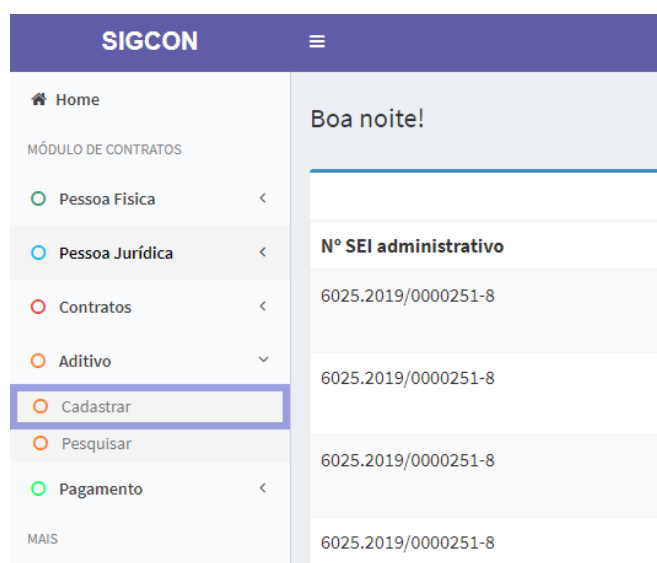 SIGCON
Home
MÓDULO DE CONTRATOS
Pessoa Fisica
Pessoa Jurídica
Contratos
Aditivo
Cadastrar
Pesquisar
Pagamento
MAIS
Boa noite!
Nº SEI administrativo
6025.2019/0000251-8
6025.2019/0000251-8
6025.2019/0000251-8
6025.2019/0000251-8